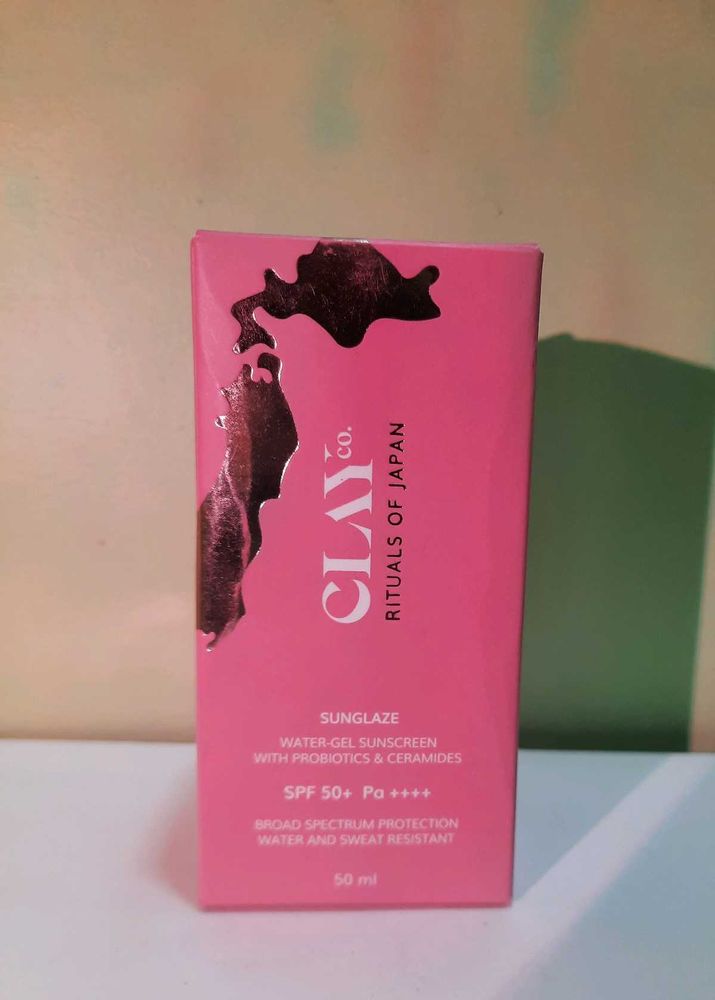 CLAY co.
RITUALS OF JAPAN
SUNGLAZE
WATER-GEL SUNSCREEN
WITH PROBIOTICS & CERAMIDES
SPF 50+ Pa ++++
BROAD SPECTRUM PROTECTION
WATER AND SWEAT RESISTANT
50 ml